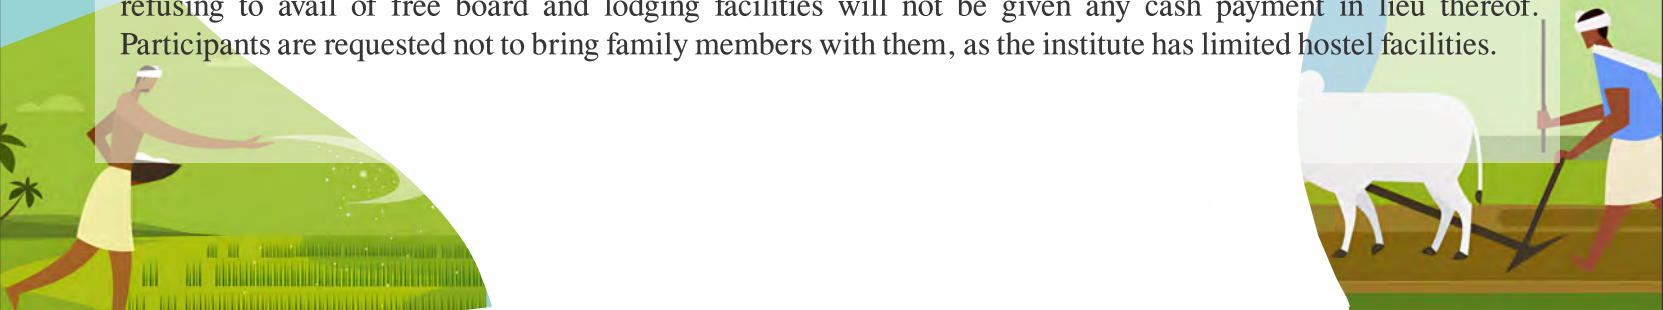 refusing to avail of free board and lodging facilities will not be given any cash payment in lieu thereof.
Participants are requested not to bring family members with them, as the institute has limited hostel facilities.